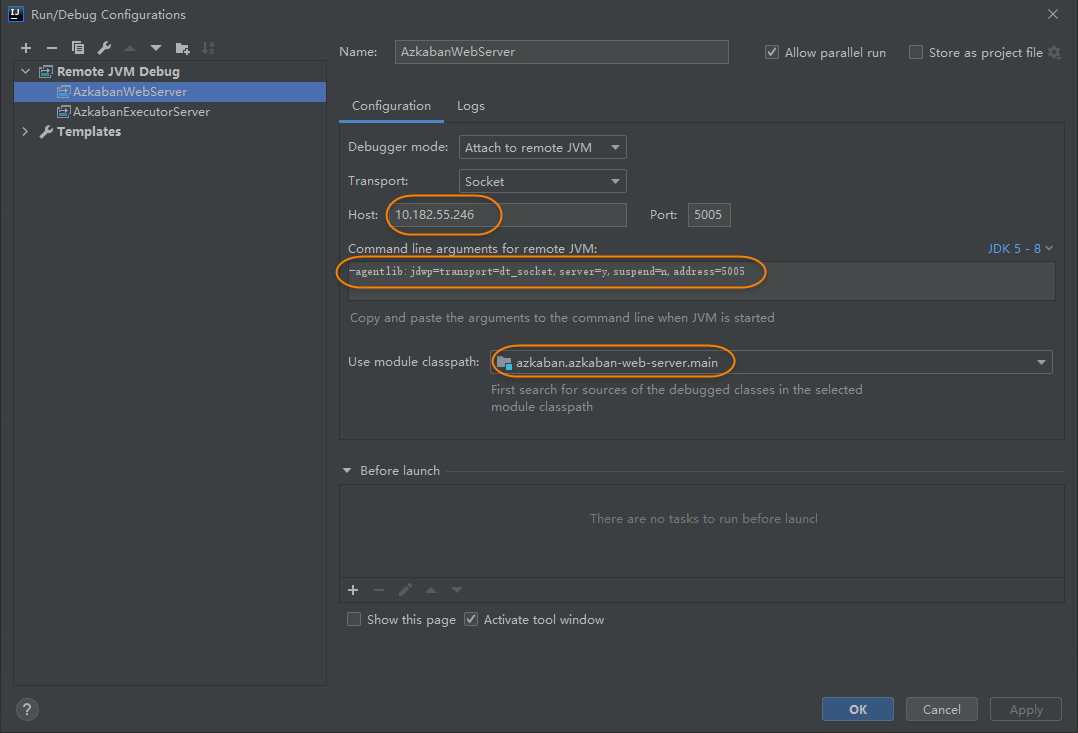 Run/Debug Configurations
Name: AzkabanWebServer
Allow parallel run
Store as project file
Remote JVM Debug
AzkabanWebServer
AzkabanExecutorServer
Templates
Configuration
Logs
Debugger mode: Attach to remote JVM
Transport: Socket
Host: 10.182.55.246
Port: 5005
Command line arguments for remote JVM:
JDK 5 - 8
-agentlib:jdwp=transport=dt_socket,server=y,suspend=n,address=5005
Copy and paste the arguments to the command line when JVM is started
Use module classpath: azkaban.azkaban-web-server.main
First search for sources of the debugged classes in the selected
module classpath
Before launch
There are no tasks to run before launcl
Show this page
Activate tool window
?
OK
Cancel
Apply